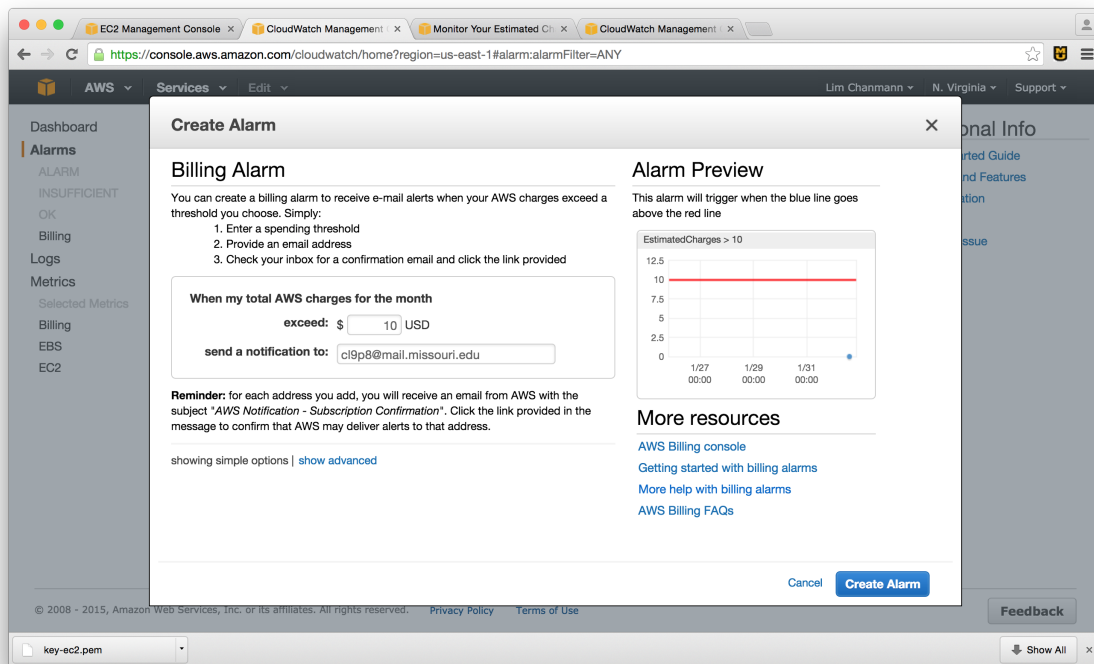 EC2 Management Console
CloudWatch Management
Monitor Your Estimated Ch
CloudWatch Management
https://console.aws.amazon.com/cloudwatch/home?region=us-east-1#alarm:alarmFilter=ANY
AWS Services Edit Lim Chanmann N. Virginia Support
Dashboard
Alarms
ALARM
INSUFFICIENT
OK
Billing
Logs
Metrics
Selected Metrics
Billing
EBS
EC2
Create Alarm
Billing Alarm
You can create a billing alarm to receive e-mail alerts when your AWS charges exceed a
threshold you choose. Simply:
1. Enter a spending threshold
2. Provide an email address
3. Check your inbox for a confirmation email and click the link provided
When my total AWS charges for the month
exceed: $ 10 USD
send a notification to: cl9p8@mail.missouri.edu
Reminder: for each address you add, you will receive an email from AWS with the
subject "AWS Notification - Subscription Confirmation". Click the link provided in the
message to confirm that AWS may deliver alerts to that address.
showing simple options | show advanced
Alarm Preview
This alarm will trigger when the blue line goes
above the red line
EstimatedCharges > 10
12.5
10
7.5
5
2.5
0
1/27 1/29 1/31
00:00 00:00 00:00
More resources
AWS Billing console
Getting started with billing alarms
More help with billing alarms
AWS Billing FAQs
Cancel Create Alarm
onal Info
rted Guide
nd Features
ation
ssue
© 2008 - 2015, Amazon Web Services, Inc. or its affiliates. All rights reserved. Privacy Policy Terms of Use
Feedback
key-ec2.pem
Show All